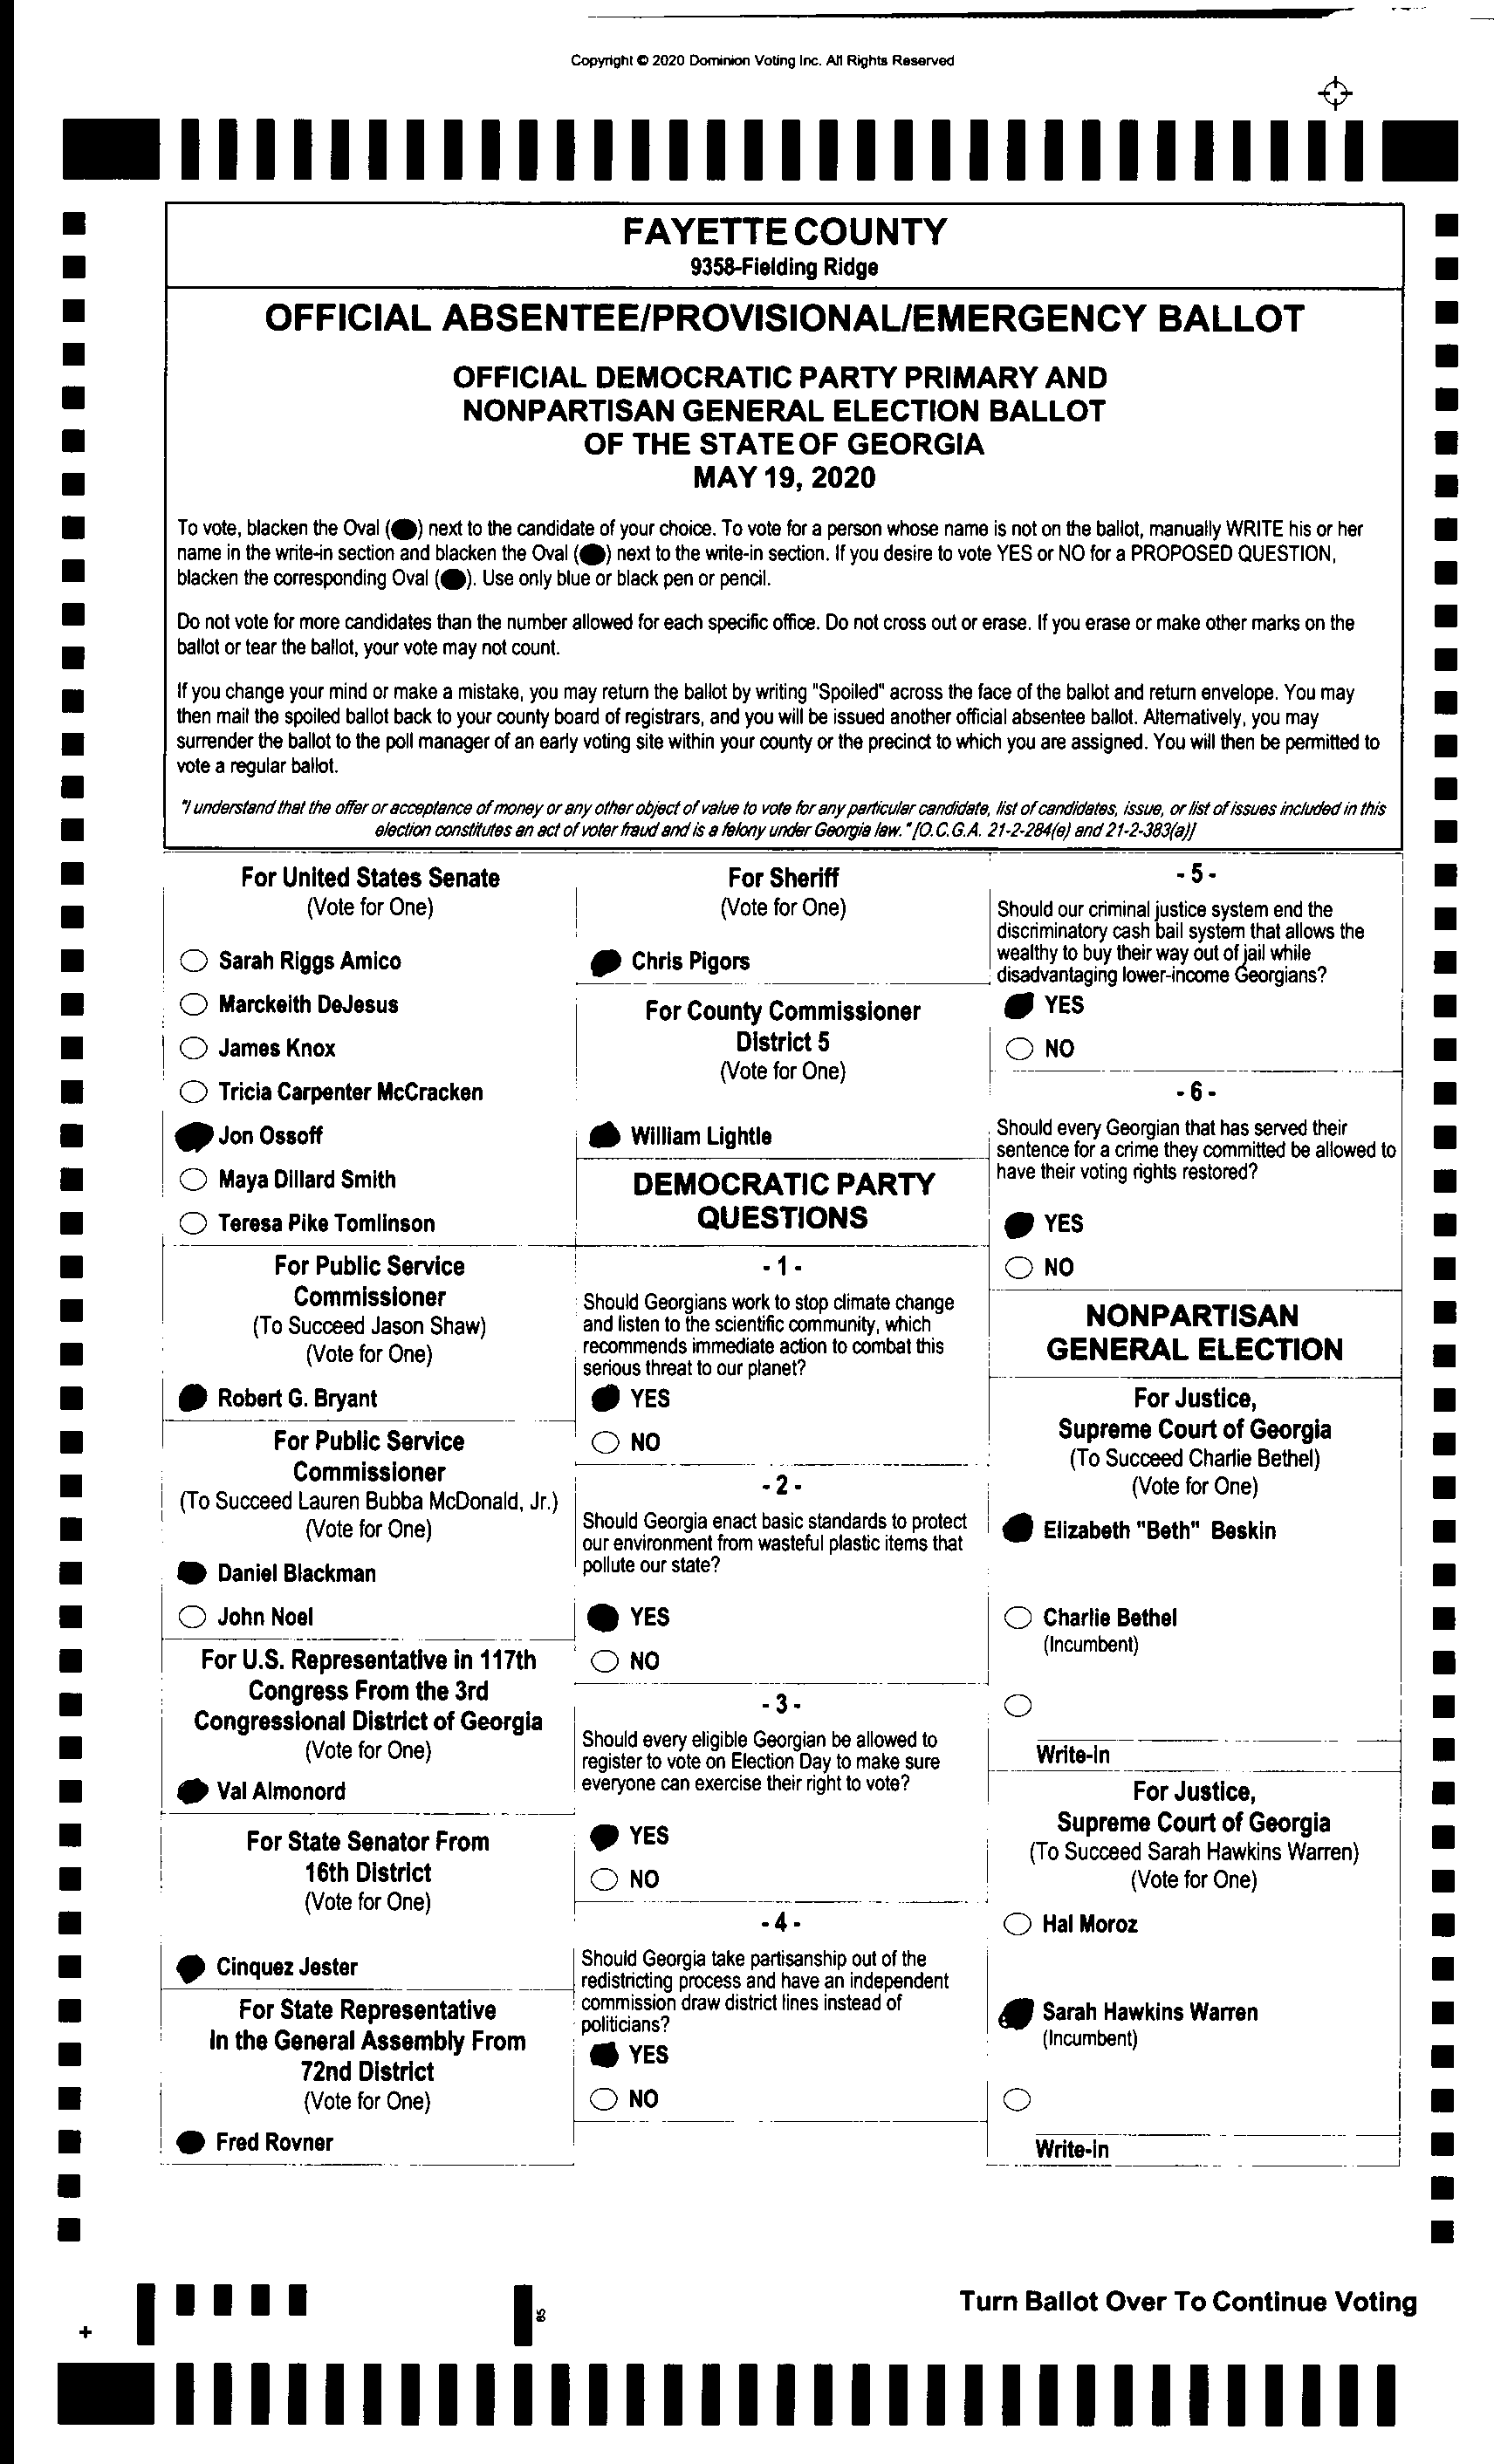 Copyright © 2020 Dominion Voting Inc. All Rights Reserved
FAYETTE COUNTY
9358-Fielding Ridge
OFFICIAL ABSENTEE/PROVISIONAL/EMERGENCY BALLOT
OFFICIAL DEMOCRATIC PARTY PRIMARY AND
NONPARTISAN GENERAL ELECTION BALLOT
OF THE STATE OF GEORGIA
MAY 19, 2020
To vote, blacken the Oval ( ) next to the candidate of your choice. To vote for a person whose name is not on the ballot, manually WRITE his or her
name in the write-in section and blacken the Oval ( ) next to the write-in section. If you desire to vote YES or NO for a PROPOSED QUESTION,
blacken the corresponding Oval ( ). Use only blue or black pen or pencil.
Do not vote for more candidates than the number allowed for each specific office. Do not cross out or erase. If you erase or make other marks on the
ballot or tear the ballot, your vote may not count.
If you change your mind or make a mistake, you may return the ballot by writing "Spoiled" across the face of the ballot and return envelope. You may
then mail the spoiled ballot back to your county board of registrars, and you will be issued another official absentee ballot. Alternatively, you may
surrender the ballot to the poll manager of an early voting site within your county or the precinct to which you are assigned. You will then be permitted to
vote a regular ballot.
"I understand that the offer or acceptance of money or any other object of value to vote for any particular candidate, list of candidates, issue, or list of issues included in this
election constitutes an act of voter fraud and is a felony under Georgia law." [O.C.G.A. 21-2-284(e) and 21-2-383(a)]
For United States Senate
(Vote for One)
Sarah Riggs Amico
Marckeith DeJesus
James Knox
Tricia Carpenter McCracken
Jon Ossoff
Maya Dillard Smith
Teresa Pike Tomlinson
For Public Service
Commissioner
(To Succeed Jason Shaw)
(Vote for One)
Robert G. Bryant
For Public Service
Commissioner
(To Succeed Lauren Bubba McDonald, Jr.)
(Vote for One)
Daniel Blackman
John Noel
For U.S. Representative in 117th
Congress From the 3rd
Congressional District of Georgia
(Vote for One)
Val Almonord
For State Senator From
16th District
(Vote for One)
Cinquez Jester
For State Representative
In the General Assembly From
72nd District
(Vote for One)
Fred Rovner
For Sheriff
(Vote for One)
Chris Pigors
For County Commissioner
District 5
(Vote for One)
William Lightle
DEMOCRATIC PARTY
QUESTIONS
- 1 -
Should Georgians work to stop climate change
and listen to the scientific community, which
recommends immediate action to combat this
serious threat to our planet?
YES
NO
- 2 -
Should Georgia enact basic standards to protect
our environment from wasteful plastic items that
pollute our state?
YES
NO
- 3 -
Should every eligible Georgian be allowed to
register to vote on Election Day to make sure
everyone can exercise their right to vote?
YES
NO
- 4 -
Should Georgia take partisanship out of the
redistricting process and have an independent
commission draw district lines instead of
politicians?
YES
NO
- 5 -
Should our criminal justice system end the
discriminatory cash bail system that allows the
wealthy to buy their way out of jail while
disadvantaging lower-income Georgians?
YES
NO
- 6 -
Should every Georgian that has served their
sentence for a crime they committed be allowed to
have their voting rights restored?
YES
NO
NONPARTISAN
GENERAL ELECTION
For Justice,
Supreme Court of Georgia
(To Succeed Charlie Bethel)
(Vote for One)
Elizabeth "Beth" Beskin
Charlie Bethel
(Incumbent)
Write-in
For Justice,
Supreme Court of Georgia
(To Succeed Sarah Hawkins Warren)
(Vote for One)
Hal Moroz
Sarah Hawkins Warren
(Incumbent)
Write-in
Turn Ballot Over To Continue Voting
85